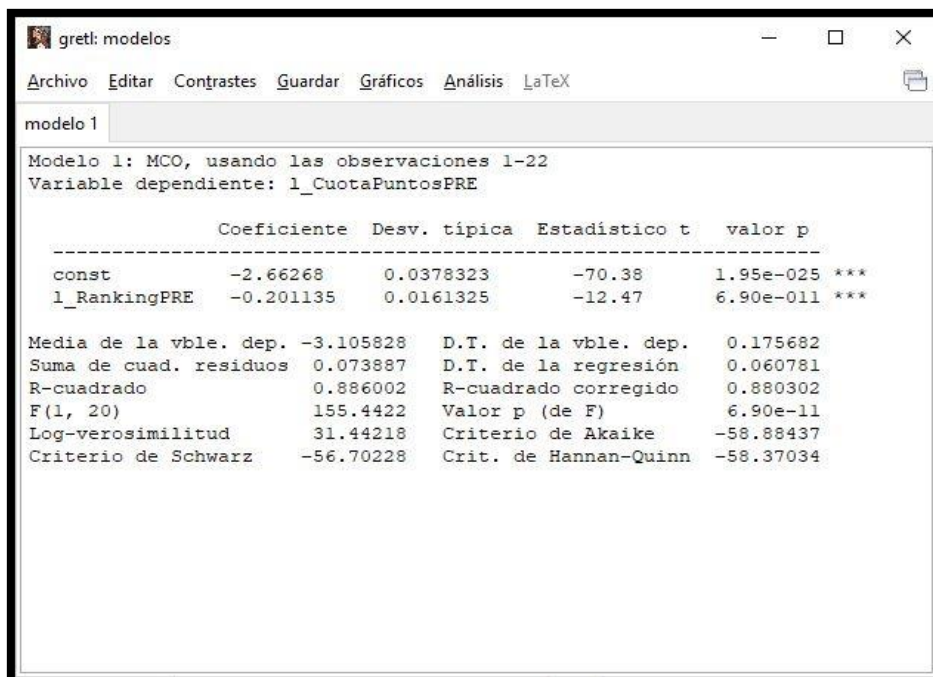 gretl: modelos
Archivo Editar Contrastes Guardar Gráficos Análisis LaTeX
modelo 1
Modelo 1: MCO, usando las observaciones 1-22
Variable dependiente: l_CuotaPuntosPRE
Coeficiente Desv. típica Estadístico t valor p
----------------------------------------------------------------
const -2.66268 0.0378323 -70.38 1.95e-025 ***
l_RankingPRE -0.201135 0.0161325 -12.47 6.90e-011 ***
Media de la vble. dep. -3.105828 D.T. de la vble. dep. 0.175682
Suma de cuad. residuos 0.073887 D.T. de la regresión 0.060781
R-cuadrado 0.886002 R-cuadrado corregido 0.880302
F(1, 20) 155.4422 Valor p (de F) 6.90e-11
Log-verosimilitud 31.44218 Criterio de Akaike -58.88437
Criterio de Schwarz -56.70228 Crit. de Hannan-Quinn -58.37034